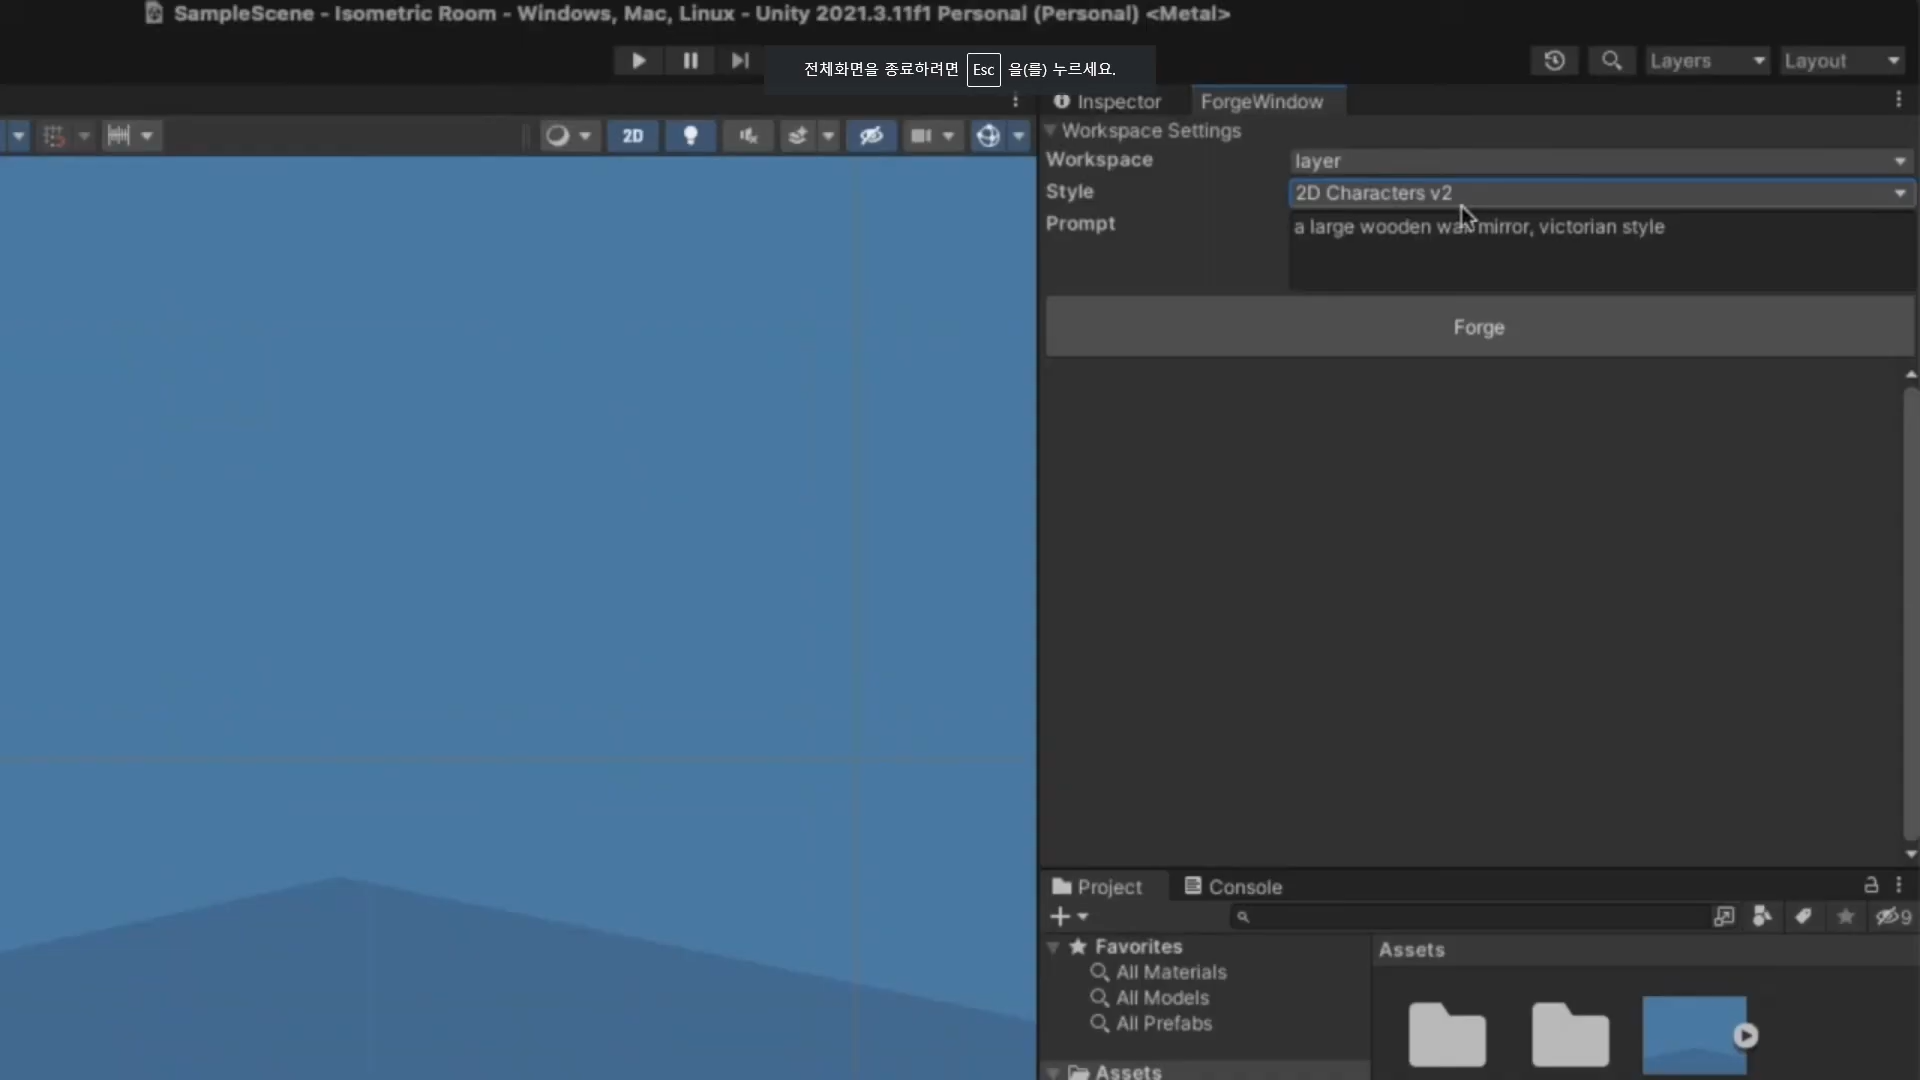 SampleScene - Isometric Room - Windows, Mac, Linux - Unity 2021.3.11f1 Personal (Personal) <Metal>
전체화면을 종료하려면 Esc 을(를) 누르세요.
Layers
Layout
Inspector
ForgeWindow
2D
Workspace Settings
Workspace
layer
Style
2D Characters v2
Prompt
a large wooden wall mirror, victorian style
Forge
Project
Console
9
Favorites
Assets
All Materials
All Models
All Prefabs
Assets